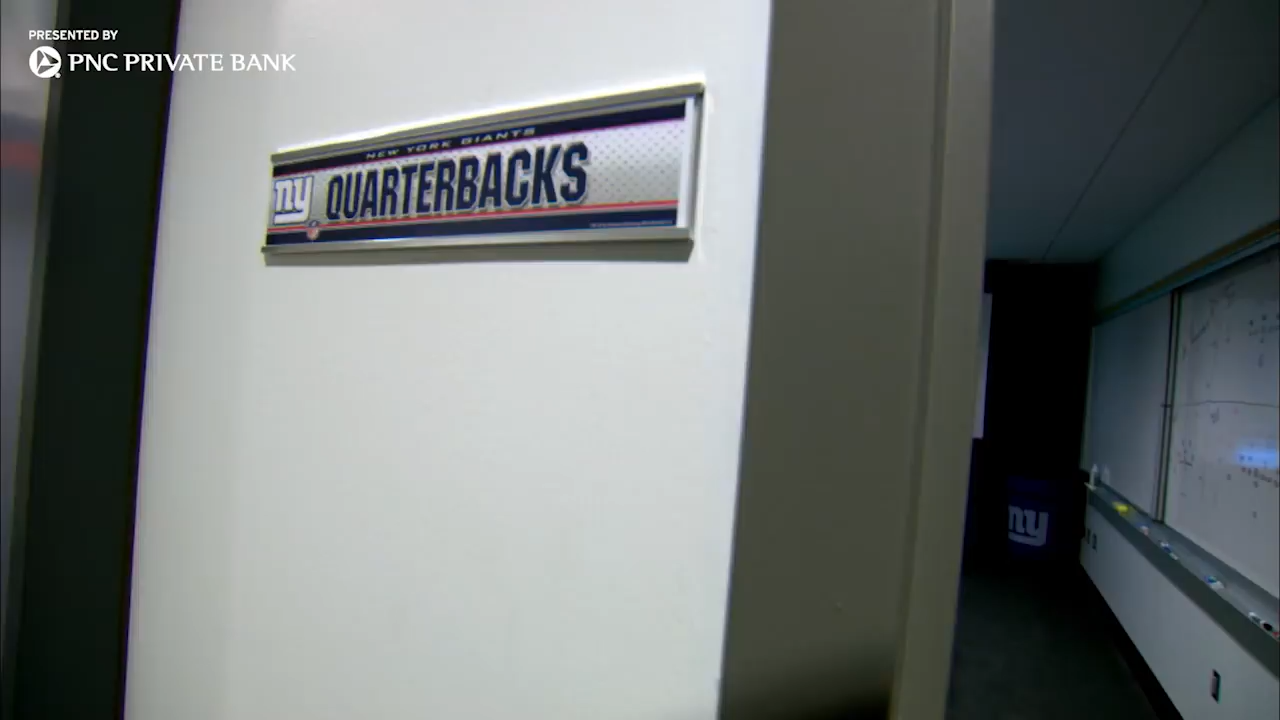 PRESENTED BY
PNC PRIVATE BANK
NEW YORK GIANTS
ny QUARTERBACKS
ny